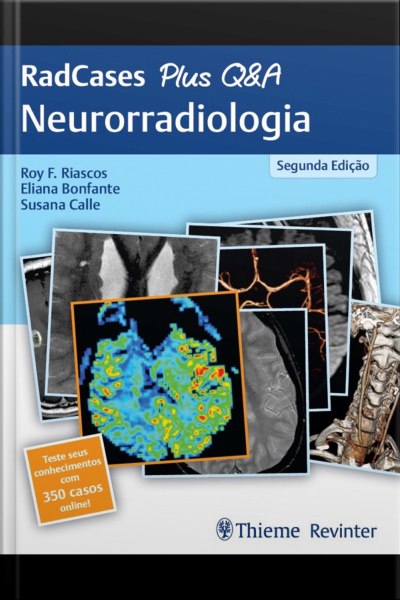 RadCases Plus Q&A
Neurorradiologia
Segunda Edição
Roy F. Riascos
Eliana Bonfante
Susana Calle
Teste seus
conhecimentos
com
350 casos
online!
Thieme Revinter